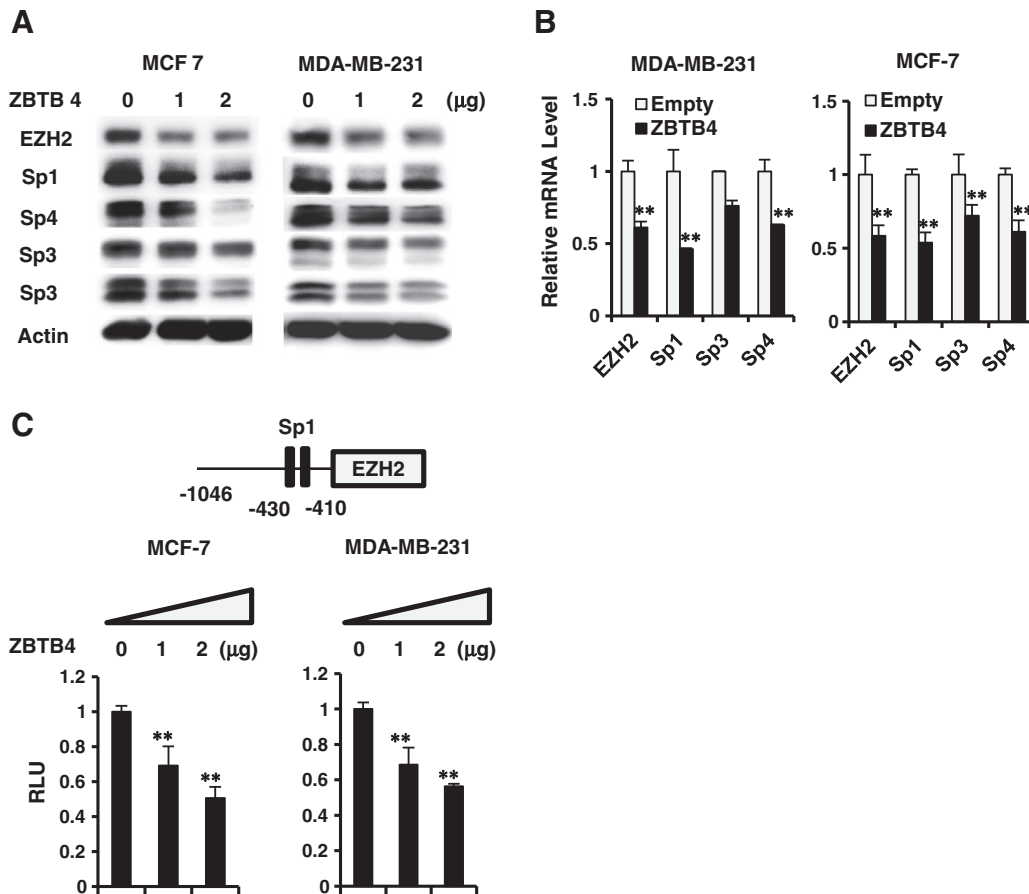 A
MCF 7
MDA-MB-231
ZBTB 4 0 1 2 0 1 2 (μg)
EZH2
Sp1
Sp4
Sp3
Sp3
Actin
B
MDA-MB-231
MCF-7
Relative mRNA Level
1.5
1
0.5
0
Empty
ZBTB4
** ** **
EZH2 Sp1 Sp3 Sp4
1.5
1
0.5
0
Empty
ZBTB4
** ** ** **
EZH2 Sp1 Sp3 Sp4
C
Sp1
EZH2
-1046
-430 -410
MCF-7
MDA-MB-231
ZBTB4 0 1 2 (μg) 0 1 2 (μg)
RLU
1.2
1
0.8
0.6
0.4
0.2
0
** **
1.2
1
0.8
0.6
0.4
0.2
0
** **